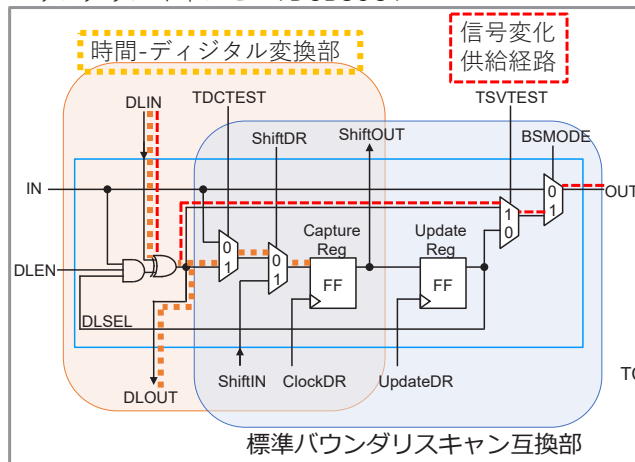 時間-ディジタル変換部
信号変化
供給経路
DLIN
TDCTEST
TSVTEST
ShiftDR
ShiftOUT
BSMODE
IN
0
1
OUT
1
0
Capture
Reg
Update
Reg
0
1
0
1
DLEN
FF
FF
DLSEL
DLOUT
ShiftIN
ClockDR
UpdateDR
TC
標準バウンダリスキャン互換部